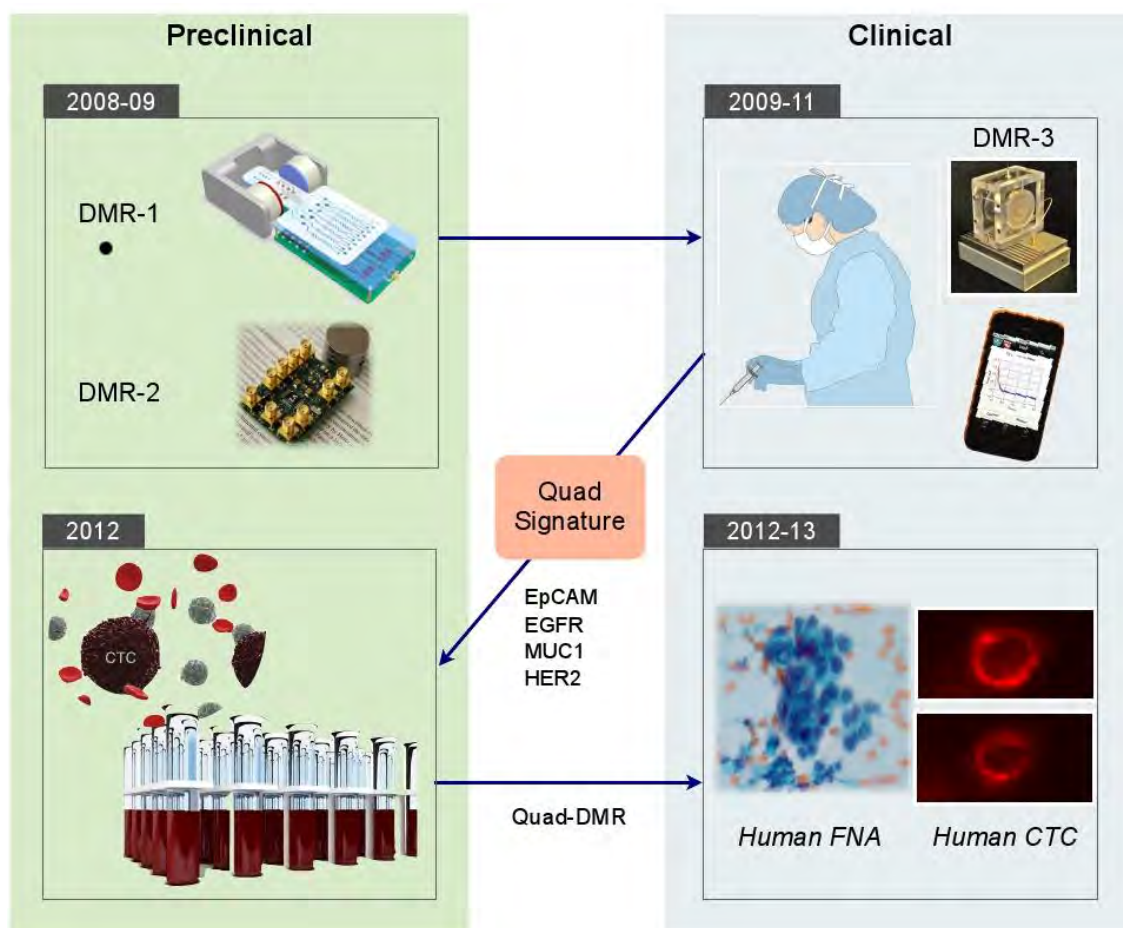 Preclinical
Clinical
2008-09
DMR-1
DMR-2
2009-11
DMR-3
Quad
Signature
EpCAM
EGFR
MUC1
HER2
2012
CTC
Quad-DMR
2012-13
Human FNA
Human CTC